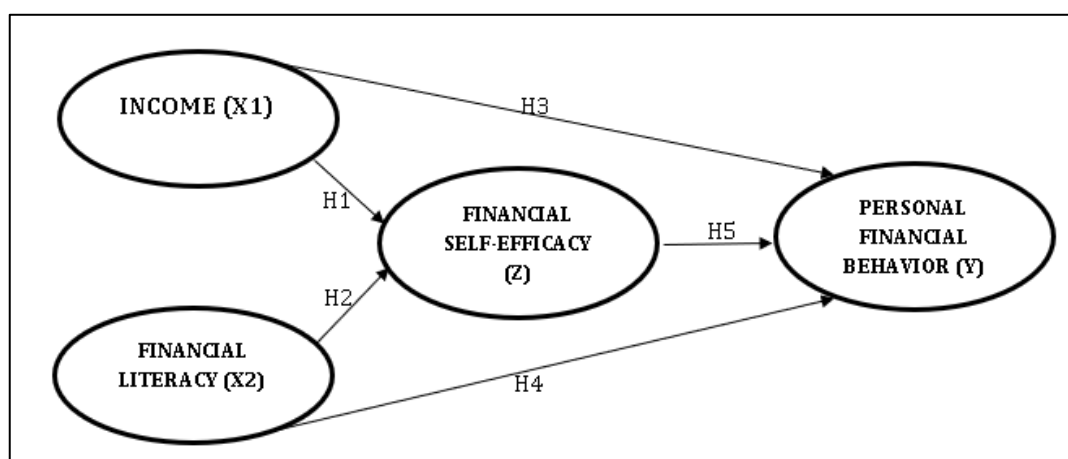 INCOME (X1)
H3
H1
FINANCIAL
SELF-EFFICACY
(Z)
H5
PERSONAL
FINANCIAL
BEHAVIOR (Y)
H2
FINANCIAL
LITERACY (X2)
H4